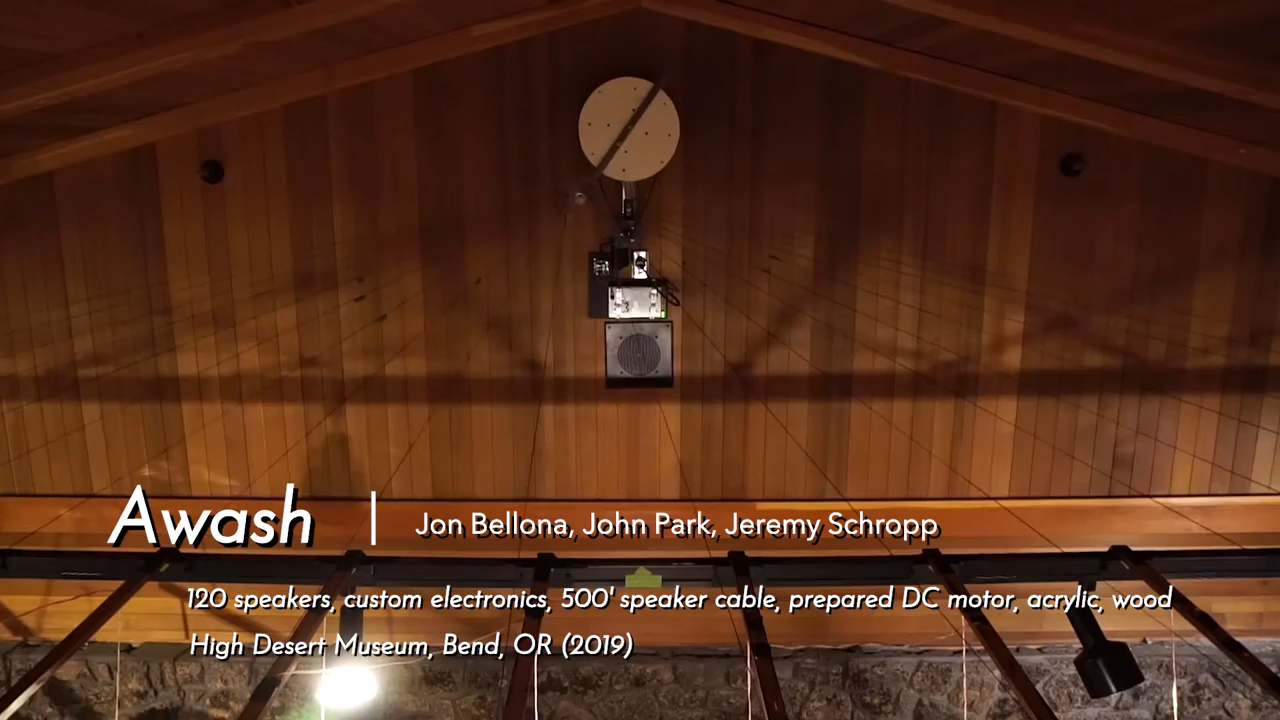 Awash | Jon Bellona, John Park, Jeremy Schropp
120 speakers, custom electronics, 500' speaker cable, prepared DC motor, acrylic, wood
High Desert Museum, Bend, OR (2019)